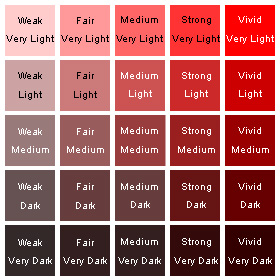 Weak Fair Medium Strong Vivid
Very Light Very Light Very Light Very Light Very Light
Weak Fair Medium Strong Vivid
Light Light Light Light Light
Weak Fair Medium Strong Vivid
Medium Medium Medium Medium Medium
Weak Fair Medium Strong Vivid
Dark Dark Dark Dark Dark
Weak Fair Medium Strong Vivid
Very Dark Very Dark Very Dark Very Dark Very Dark